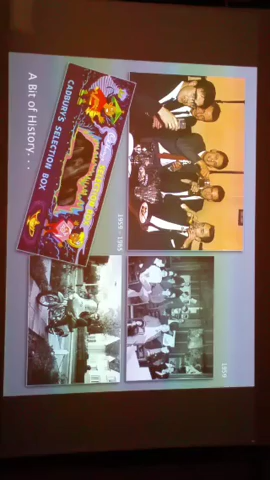 A Bit of History. . .
CADBURY'S SELECTION BOX
1959 - 1965
1959